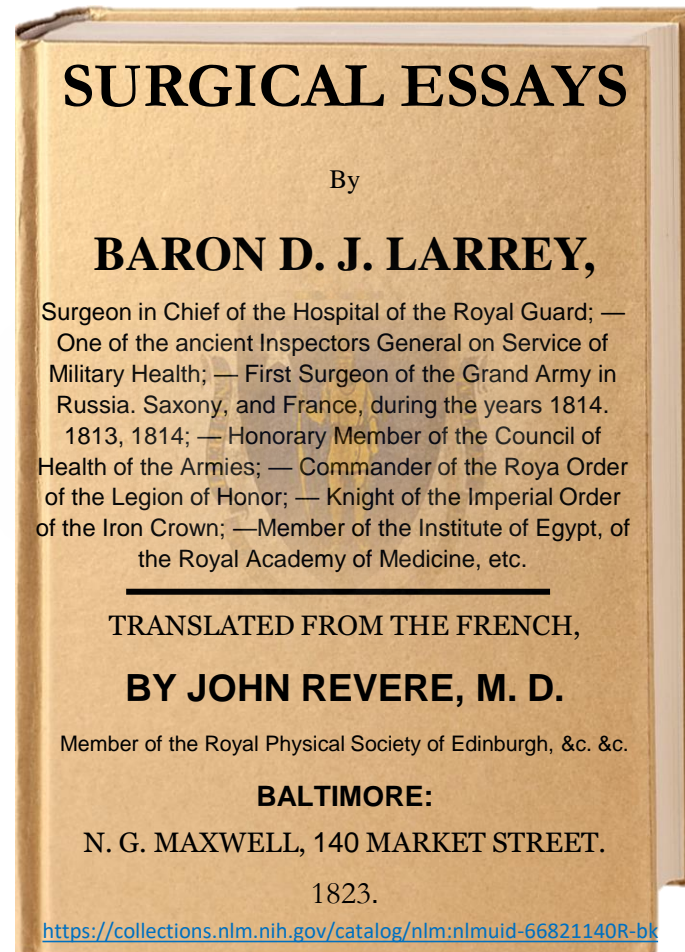 SURGICAL ESSAYS
By
BARON D. J. LARREY,
Surgeon in Chief of the Hospital of the Royal Guard; —
One of the ancient Inspectors General on Service of
Military Health; — First Surgeon of the Grand Army in
Russia. Saxony, and France, during the years 1814.
1813, 1814; — Honorary Member of the Council of
Health of the Armies; — Commander of the Roya Order
of the Legion of Honor; — Knight of the Imperial Order
of the Iron Crown; —Member of the Institute of Egypt, of
the Royal Academy of Medicine, etc.
TRANSLATED FROM THE FRENCH,
BY JOHN REVERE, M. D.
Member of the Royal Physical Society of Edinburgh, &c. &c.
BALTIMORE:
N. G. MAXWELL, 140 MARKET STREET.
1823.
https://collections.nlm.nih.gov/catalog/nlm:nlmuid-66821140R-bk